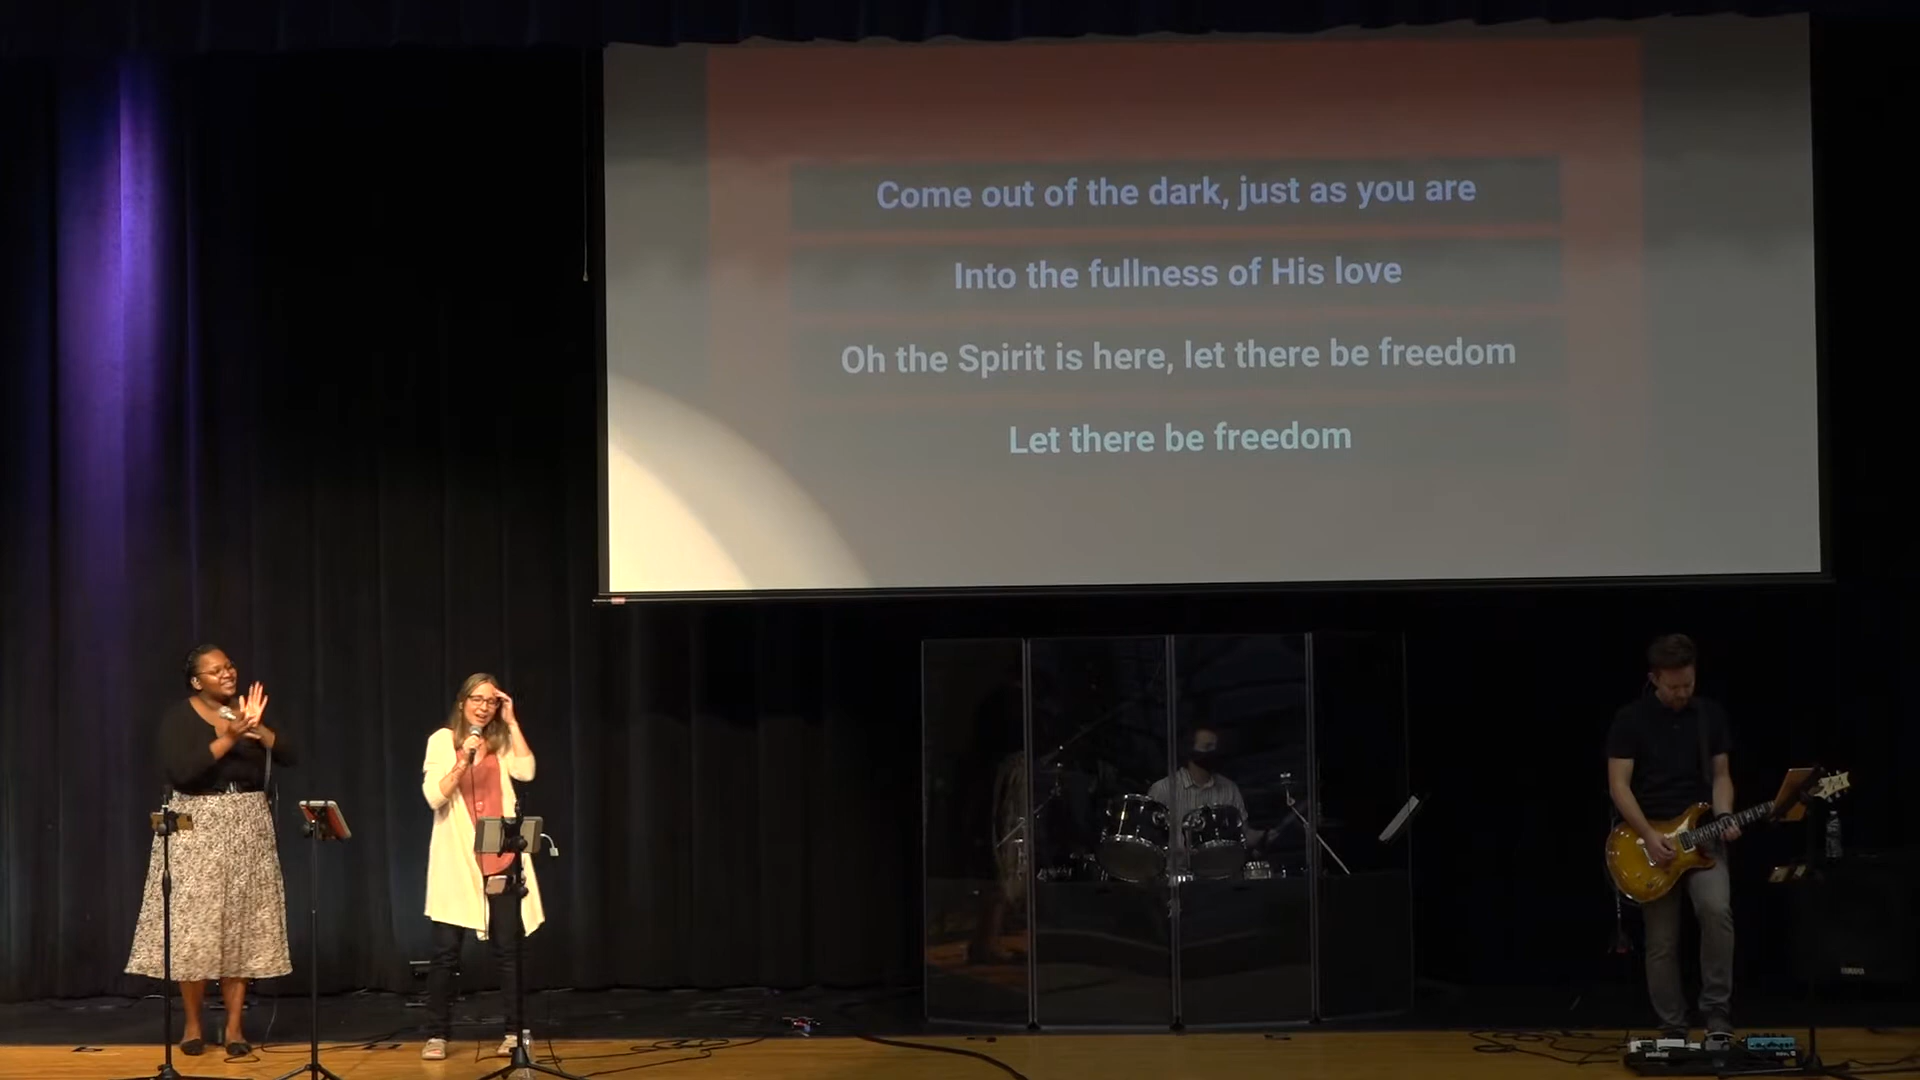 Come out of the dark, just as you are
Into the fullness of His love
Oh the Spirit is here, let there be freedom
Let there be freedom
YAMAHA